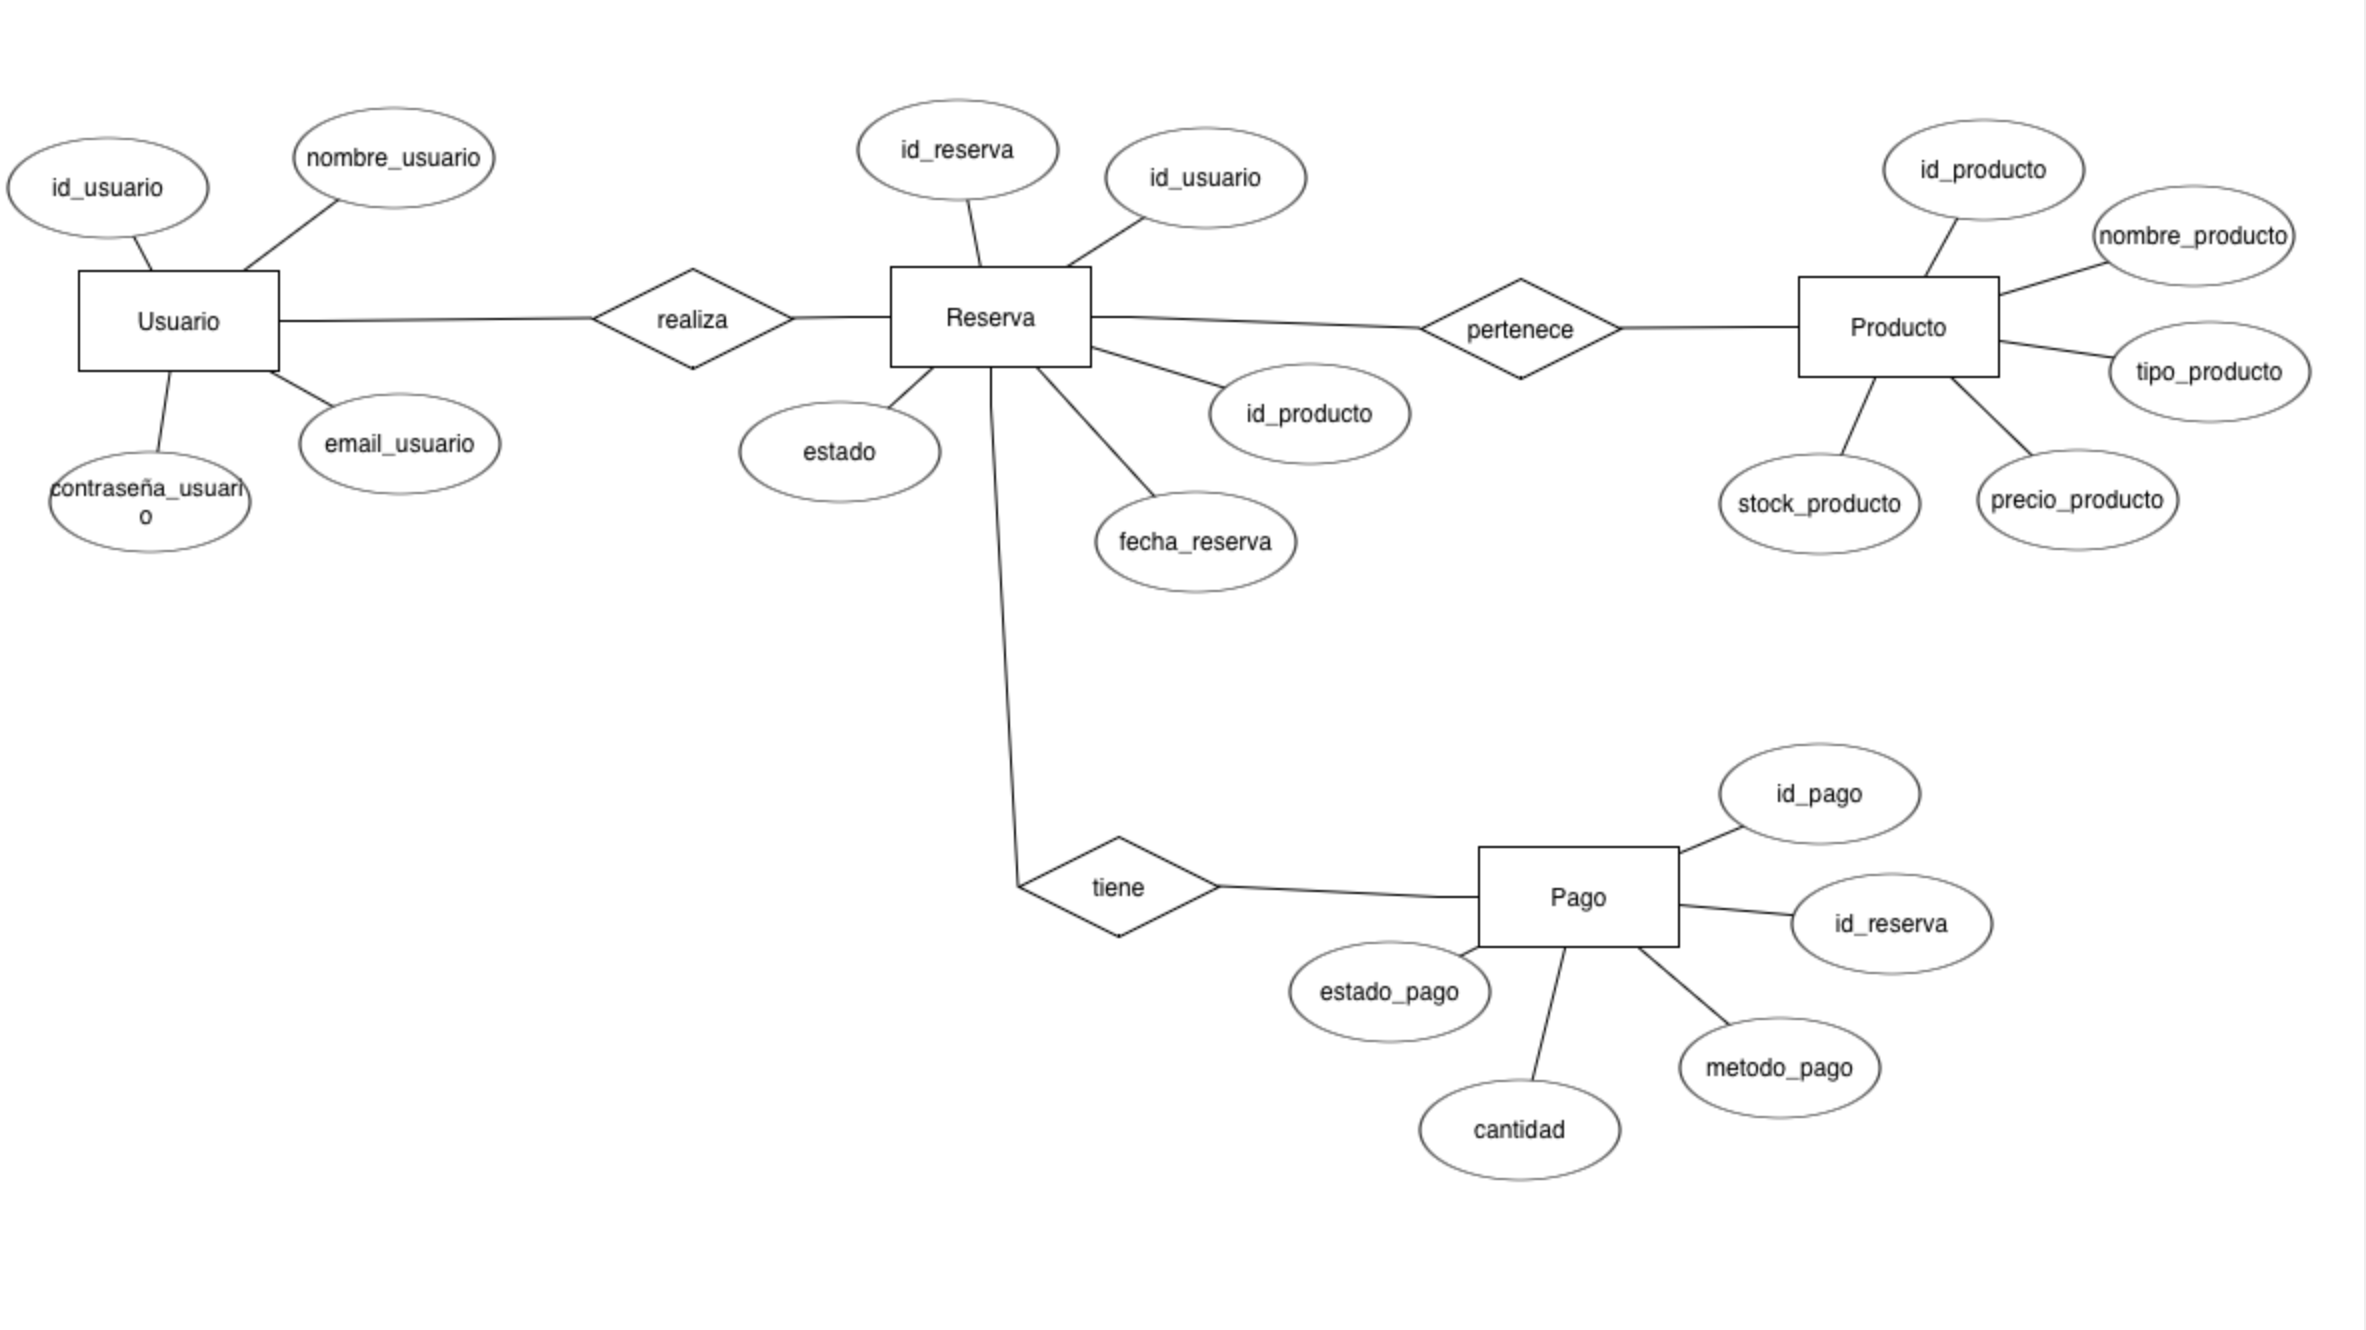 id_usuario
nombre_usuario
Usuario
contraseña_usuari
o
email_usuario
realiza
id_reserva
id_usuario
Reserva
estado
id_producto
fecha_reserva
pertenece
id_producto
nombre_producto
Producto
tipo_producto
stock_producto
precio_producto
tiene
id_pago
Pago
id_reserva
estado_pago
metodo_pago
cantidad